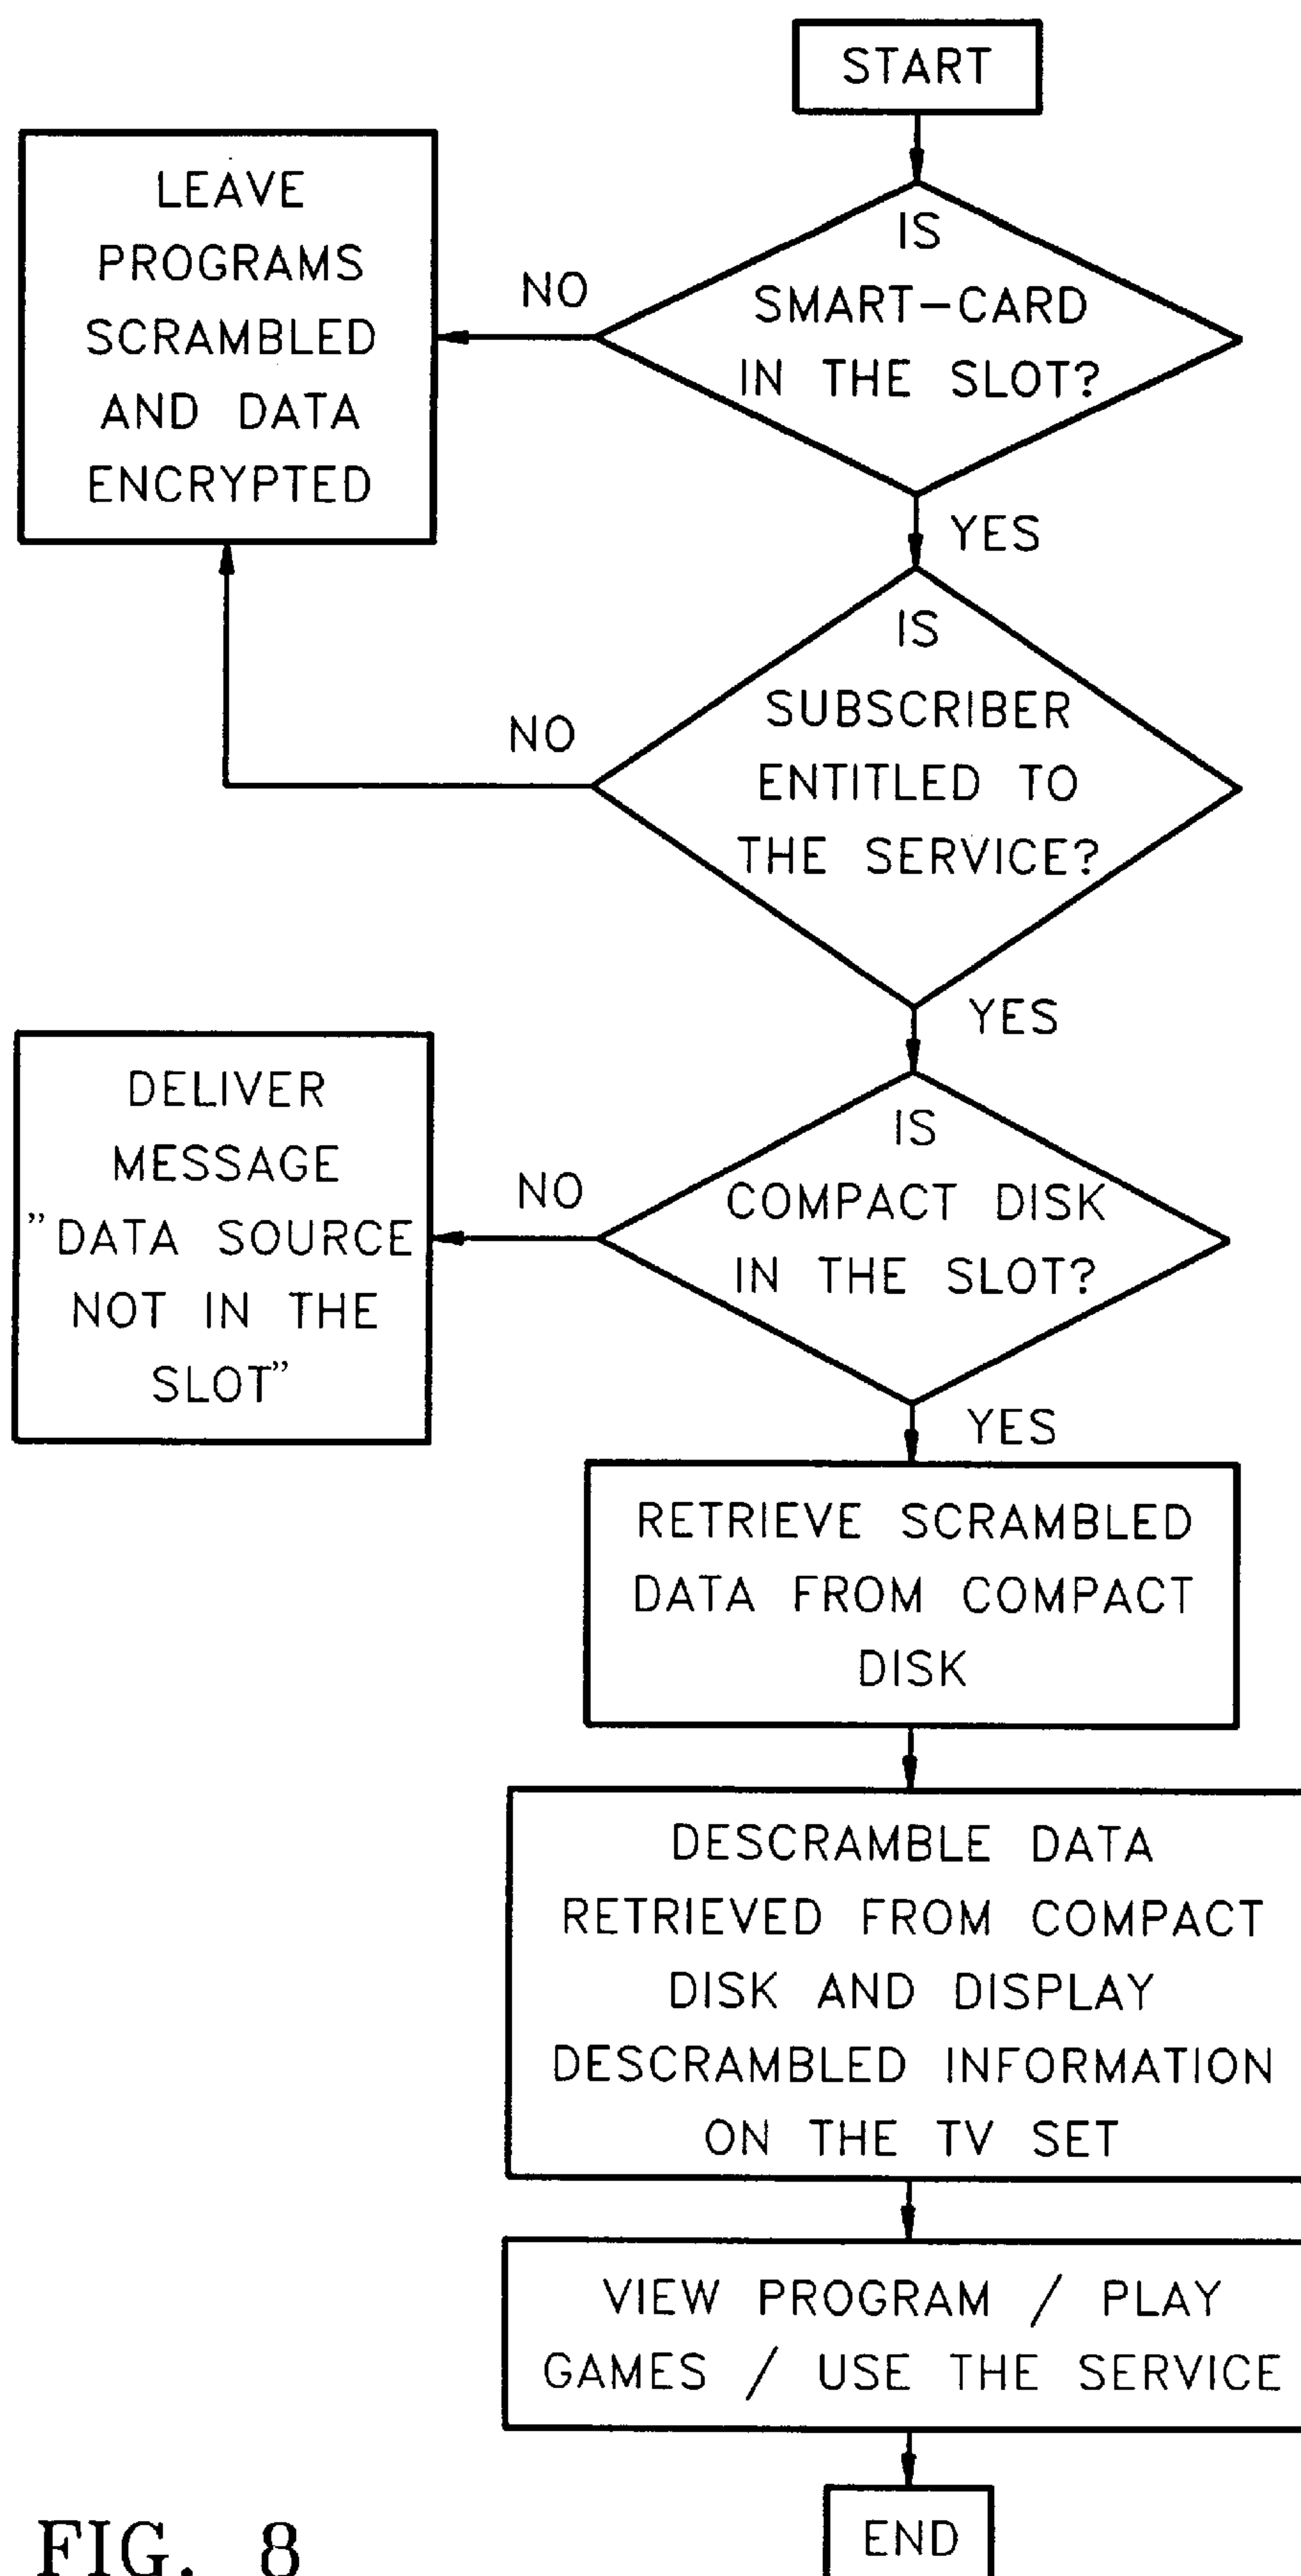 START
LEAVE
PROGRAMS
SCRAMBLED
AND DATA
ENCRYPTED
NO
IS
SMART-CARD
IN THE SLOT?
YES
IS
SUBSCRIBER
ENTITLED TO
THE SERVICE?
NO
YES
DELIVER
MESSAGE
"DATA SOURCE
NOT IN THE
SLOT"
NO
IS
COMPACT DISK
IN THE SLOT?
YES
RETRIEVE SCRAMBLED
DATA FROM COMPACT
DISK
DESCRAMBLE DATA
RETRIEVED FROM COMPACT
DISK AND DISPLAY
DESCRAMBLED INFORMATION
ON THE TV SET
VIEW PROGRAM / PLAY
GAMES / USE THE SERVICE
END
FIG. 8